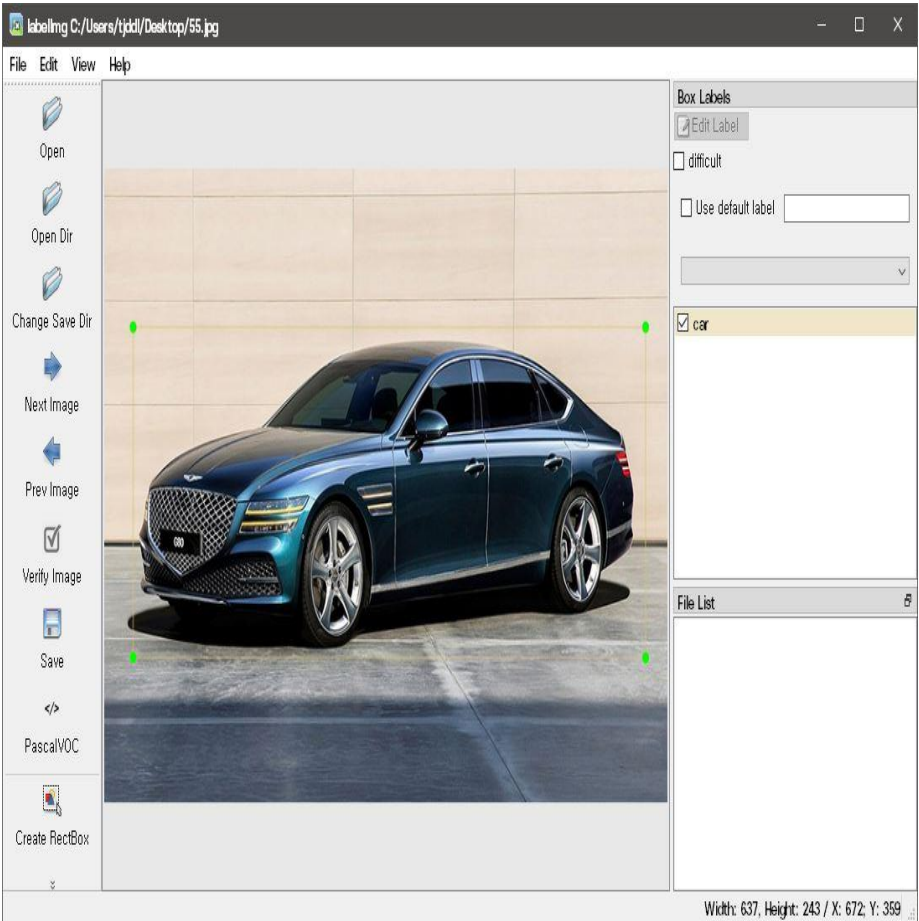 labelImg C:/Users/tjddl/Desktop/55.jpg
File Edit View Help
Open
Open Dir
Change Save Dir
Next Image
Prev Image
Verify Image
Save
</>
PascalVOC
Create RectBox
G80
Box Labels
Edit Label
difficult
Use default label
car
File List
Width: 637, Height: 243 / X: 672; Y: 359